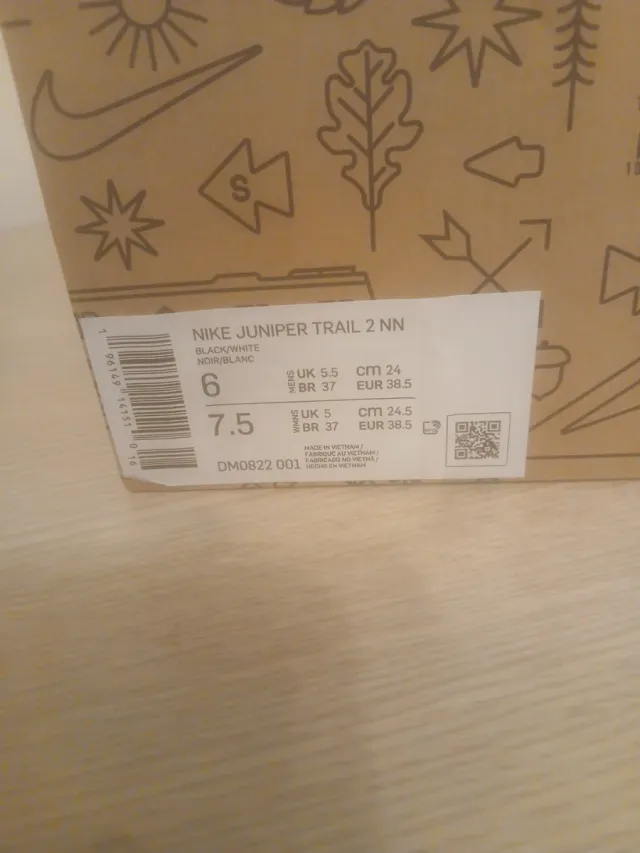 S
NIKE JUNIPER TRAIL 2 NN
BLACK/WHITE
NOIR/BLANC
6
MENS
UK 5.5 cm 24
BR 37 EUR 38.5
7.5
WMNS
UK 5 cm 24.5
BR 37 EUR 38.5
DM0822 001
MADE IN VIETNAM /
FABRIQUÉ AU VIETNAM /
FABRICADO NO VIETNÃ /
HECHO EN VIETNAM